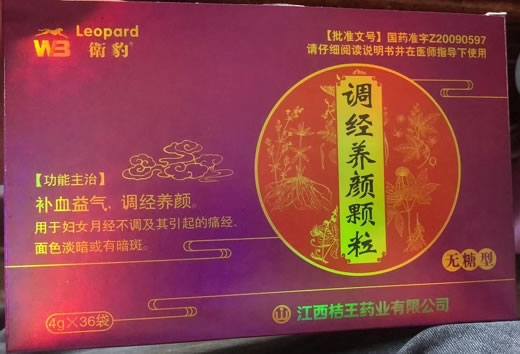 Leopard
WB
衛豹
【批准文号】国药准字Z20090597
请仔细阅读说明书并在医师指导下使用
调经养颜颗粒
【功能主治】
补血益气、调经养颜。
用于妇女月经不调及其引起的痛经、
面色淡暗或有暗斑。
无糖型
4g×36袋
江西桔王药业有限公司